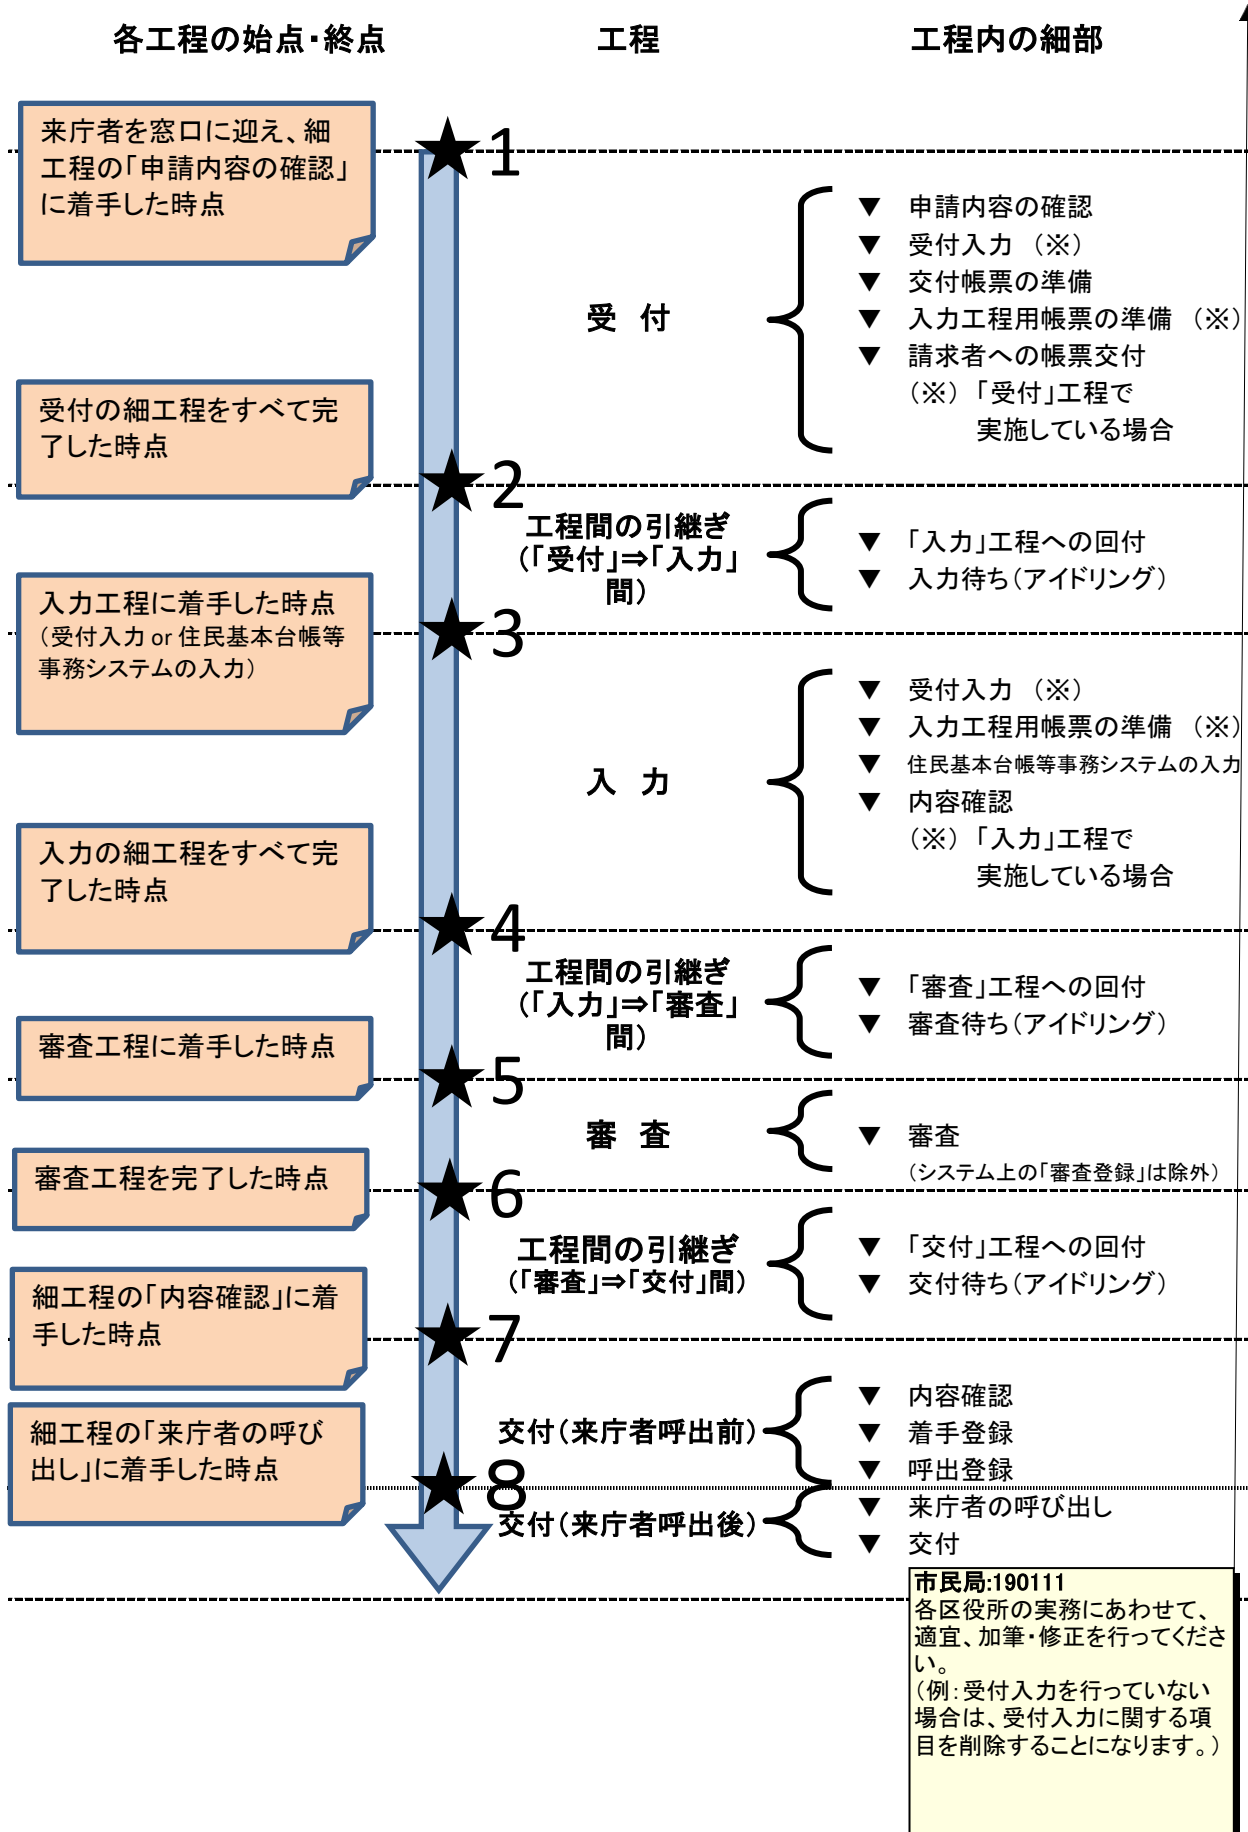 各工程の始点・終点
工程
工程内の細部
来庁者を窓口に迎え、細
工程の「申請内容の確認」
に着手した時点
★1
受 付
▼ 申請内容の確認
▼ 受付入力 (※)
▼ 交付帳票の準備
▼ 入力工程用帳票の準備 (※)
▼ 請求者への帳票交付
(※)「受付」工程で
実施している場合
受付の細工程をすべて完
了した時点
★2
工程間の引継ぎ
(「受付」⇒「入力」
間)
▼ 「入力」工程への回付
▼ 入力待ち(アイドリング)
入力工程に着手した時点
(受付入力 or 住民基本台帳等
事務システムの入力)
★3
入 力
▼ 受付入力 (※)
▼ 入力工程用帳票の準備 (※)
▼ 住民基本台帳等事務システムの入力
▼ 内容確認
(※)「入力」工程で
実施している場合
入力の細工程をすべて完
了した時点
★4
工程間の引継ぎ
(「入力」⇒「審査」
間)
▼ 「審査」工程への回付
▼ 審査待ち(アイドリング)
審査工程に着手した時点
★5
審 査
▼ 審査
(システム上の「審査登録」は除外)
審査工程を完了した時点
★6
工程間の引継ぎ
(「審査」⇒「交付」間)
▼ 「交付」工程への回付
▼ 交付待ち(アイドリング)
細工程の「内容確認」に着
手した時点
★7
交付(来庁者呼出前)
▼ 内容確認
▼ 着手登録
▼ 呼出登録
細工程の「来庁者の呼び
出し」に着手した時点
★8
交付(来庁者呼出後)
▼ 来庁者の呼び出し
▼ 交付
市民局:190111
各区役所の実務にあわせて、
適宜、加筆・修正を行ってくださ
い。
(例:受付入力を行っていない
場合は、受付入力に関する項
目を削除することになります。)